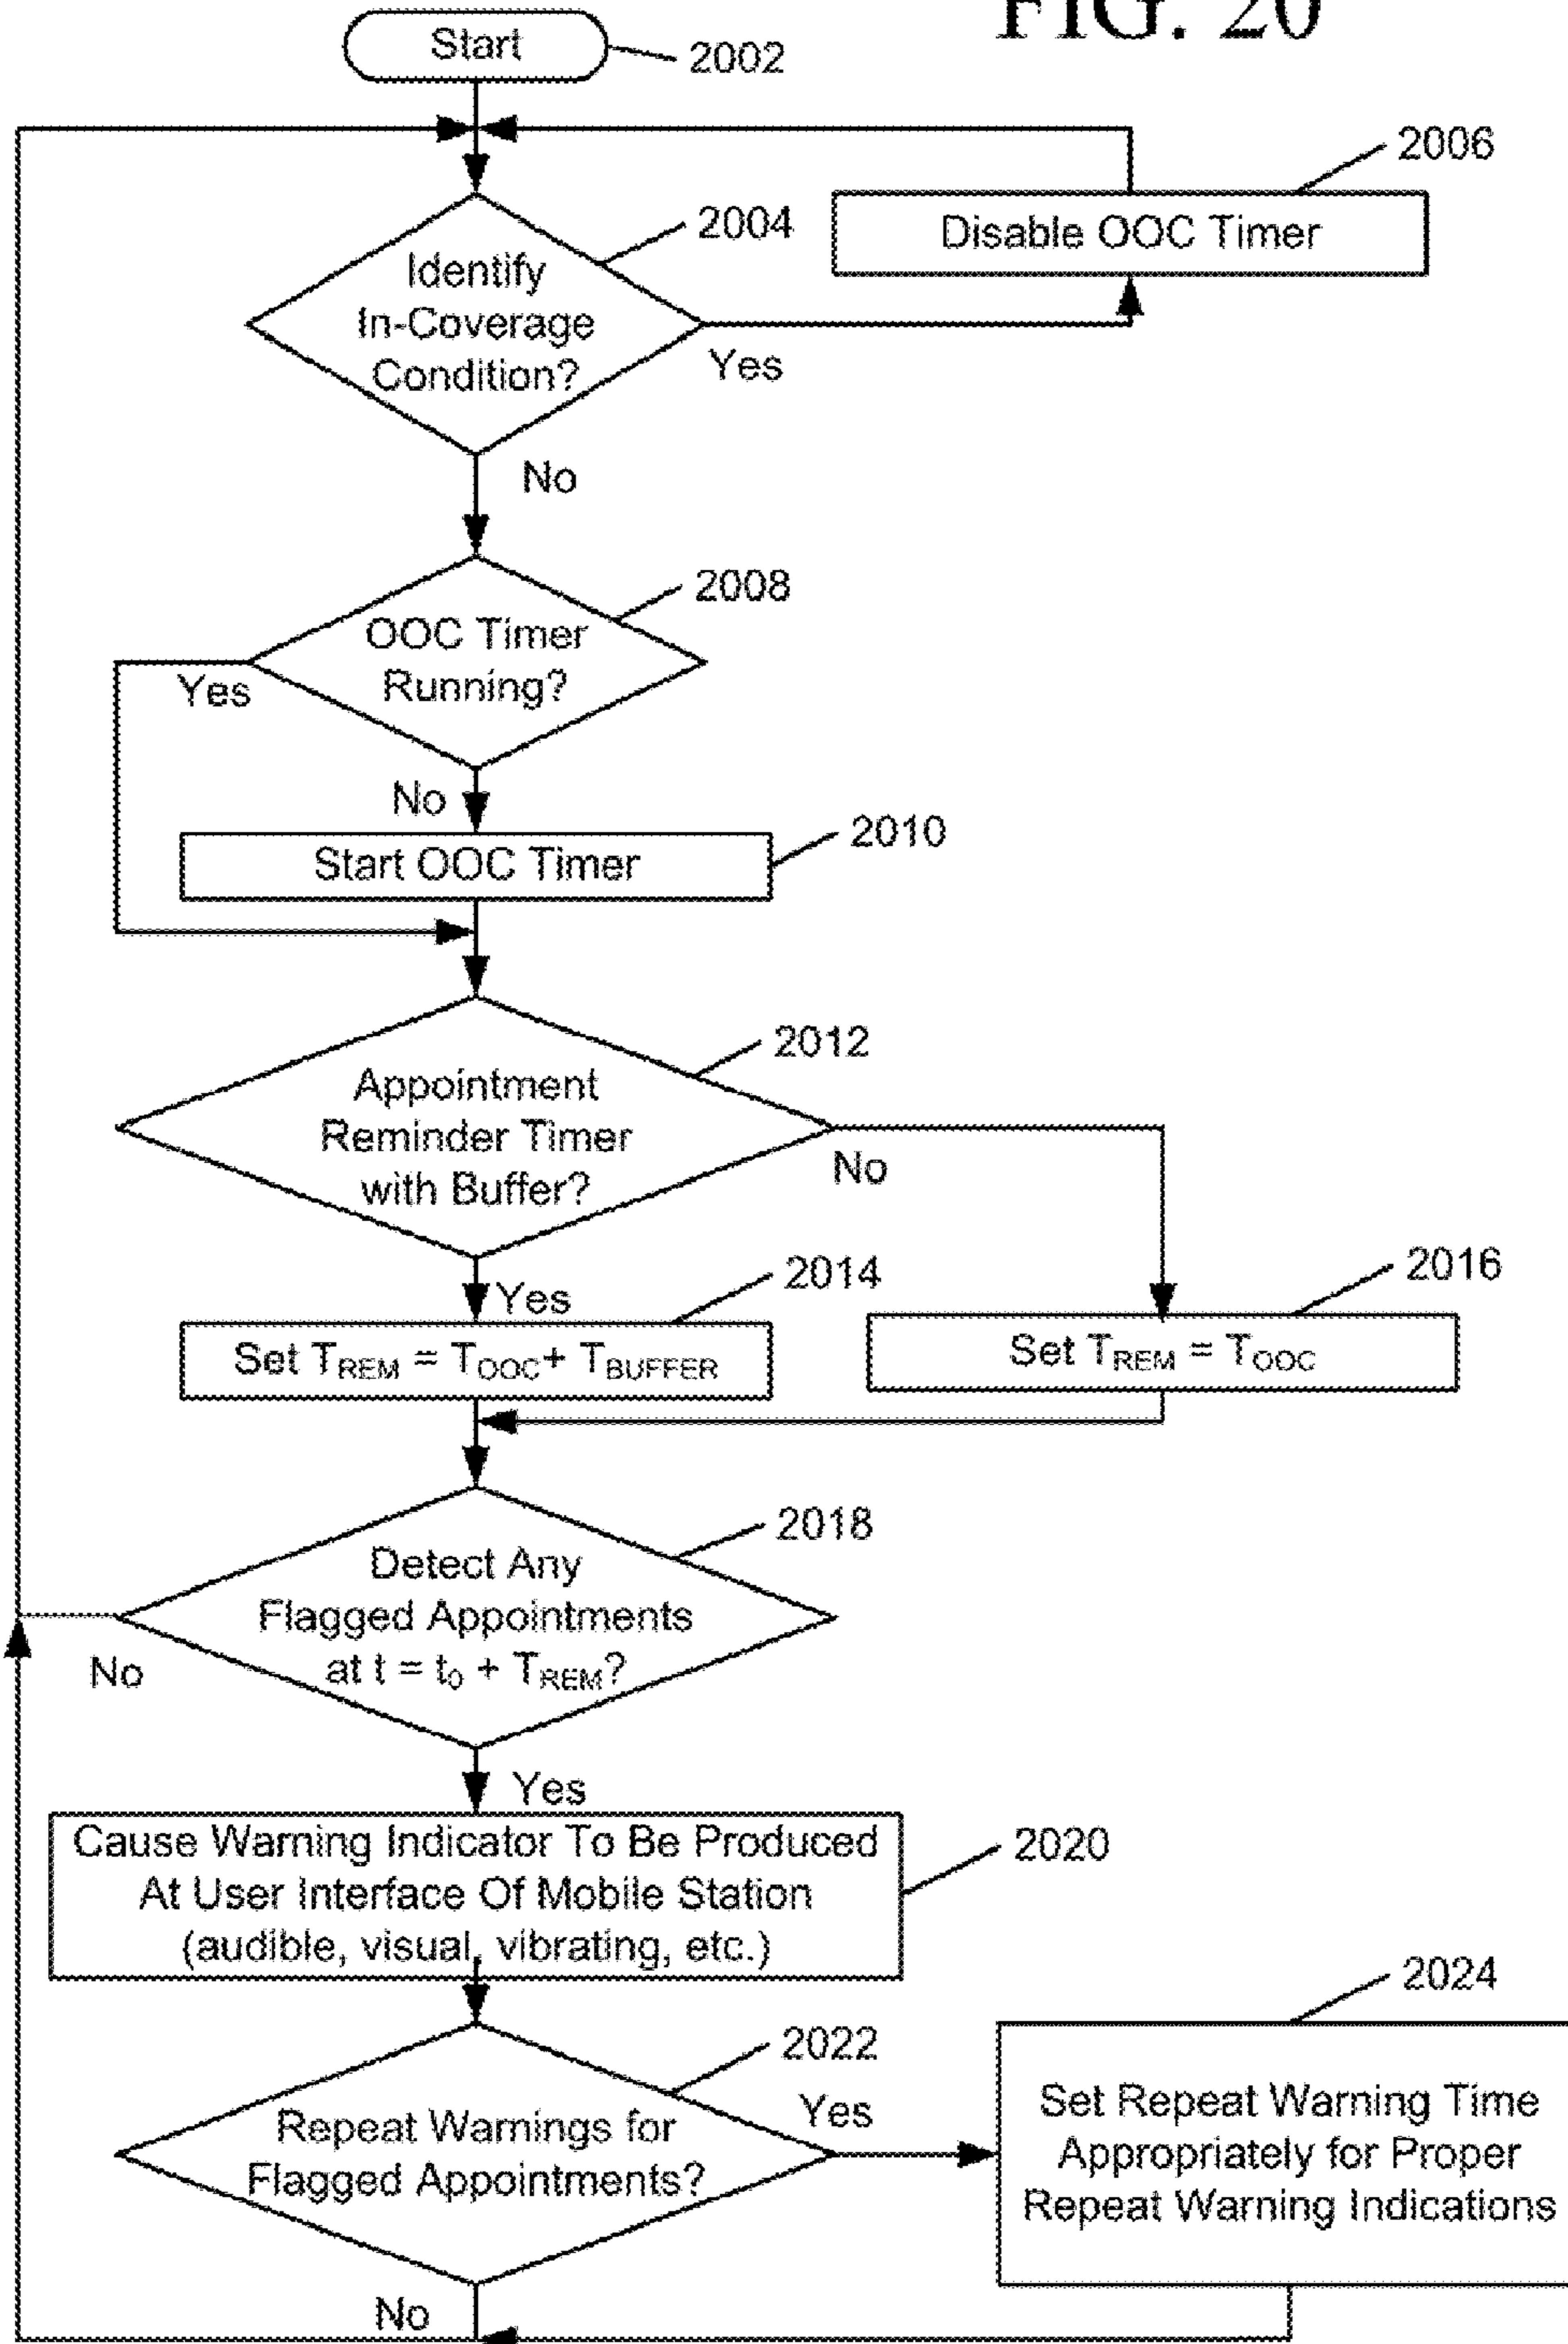 FIG. 20
Start
2002
2006
Disable OOC Timer
2004
Identify
In-Coverage
Condition?
Yes
No
2008
OOC Timer
Running?
Yes
No
2010
Start OOC Timer
2012
Appointment
Reminder Timer
with Buffer?
No
Yes
2014
Set TREM = TOOC+ TBUFFER
2016
Set TREM = TOOC
2018
Detect Any
Flagged Appointments
at t = t0 + TREM?
No
Yes
Cause Warning Indicator To Be Produced
At User Interface Of Mobile Station
(audible, visual, vibrating, etc.)
2020
2022
Repeat Warnings for
Flagged Appointments?
Yes
2024
Set Repeat Warning Time
Appropriately for Proper
Repeat Warning Indications
No